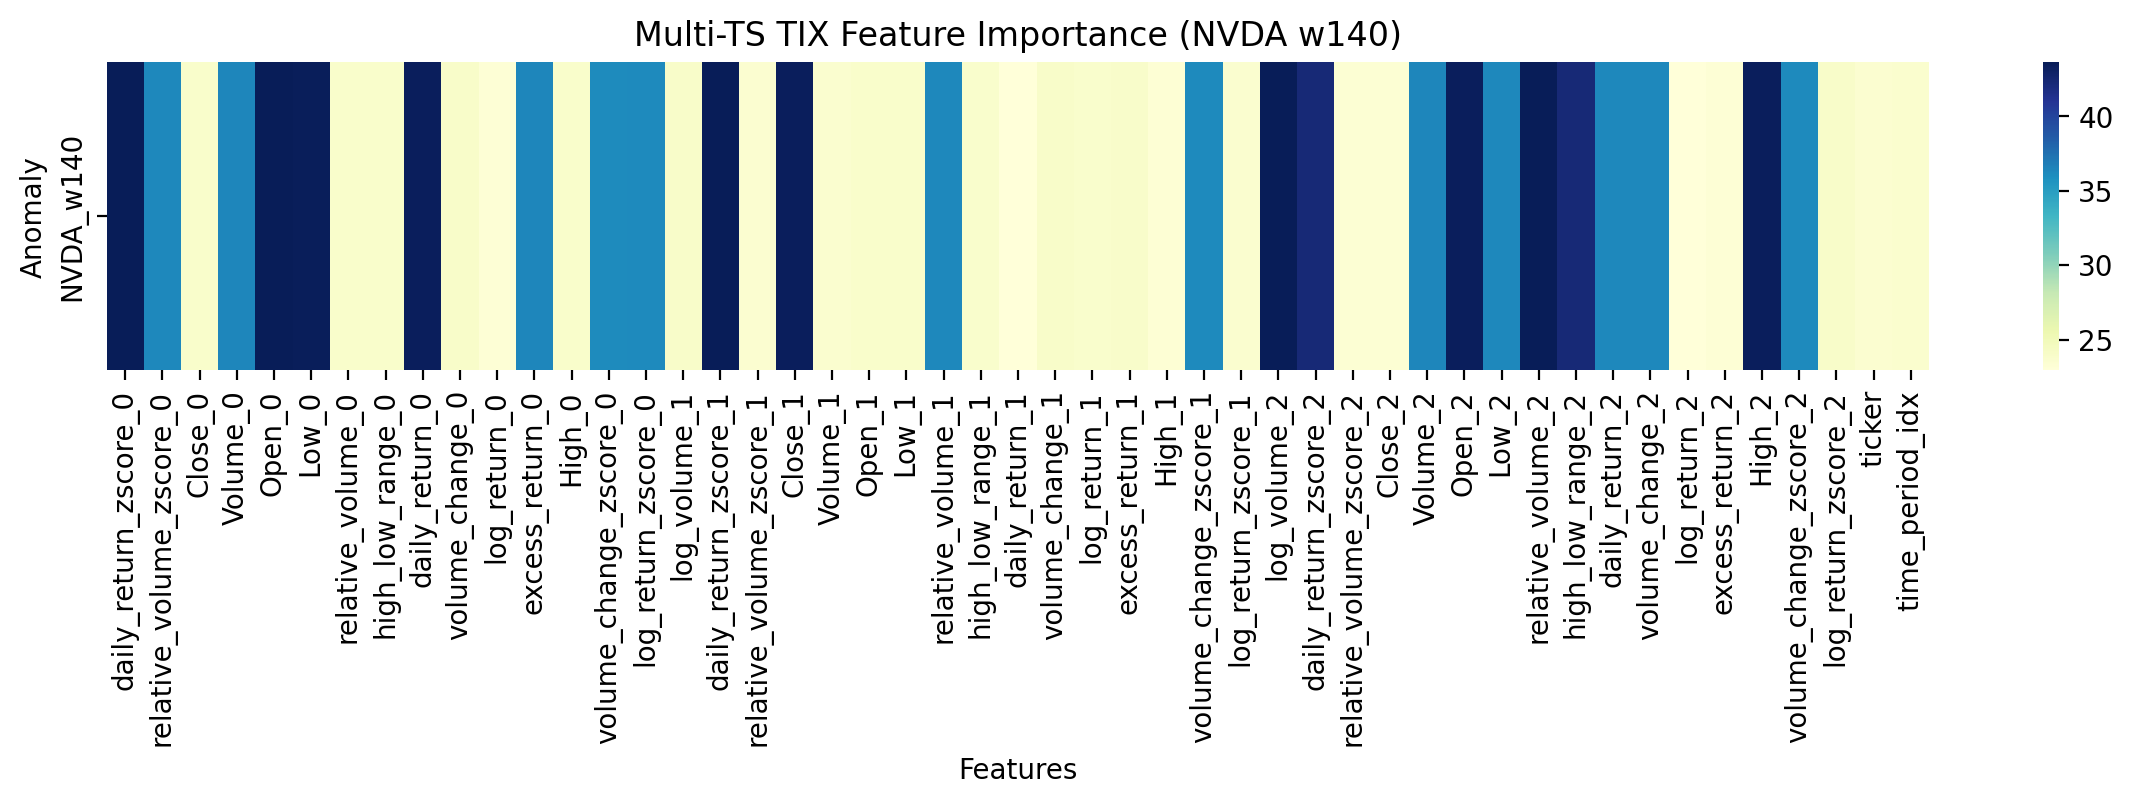 Multi-TS TIX Feature Importance (NVDA w140)
Anomaly
NVDA_w140
40
35
30
25
daily_return_zscore_0
relative_volume_zscore_0
Close_0
Volume_0
Open_0
Low_0
relative_volume_0
high_low_range_0
daily_return_0
volume_change_0
log_return_0
excess_return_0
High_0
volume_change_zscore_0
log_return_zscore_0
log_volume_1
daily_return_zscore_1
relative_volume_zscore_1
Close_1
Volume_1
Open_1
Low_1
relative_volume_1
high_low_range_1
daily_return_1
volume_change_1
log_return_1
excess_return_1
High_1
volume_change_zscore_1
log_return_zscore_1
log_volume_2
daily_return_zscore_2
relative_volume_zscore_2
Close_2
Volume_2
Open_2
Low_2
relative_volume_2
high_low_range_2
daily_return_2
volume_change_2
log_return_2
excess_return_2
High_2
volume_change_zscore_2
log_return_zscore_2
ticker
time_period_idx
Features